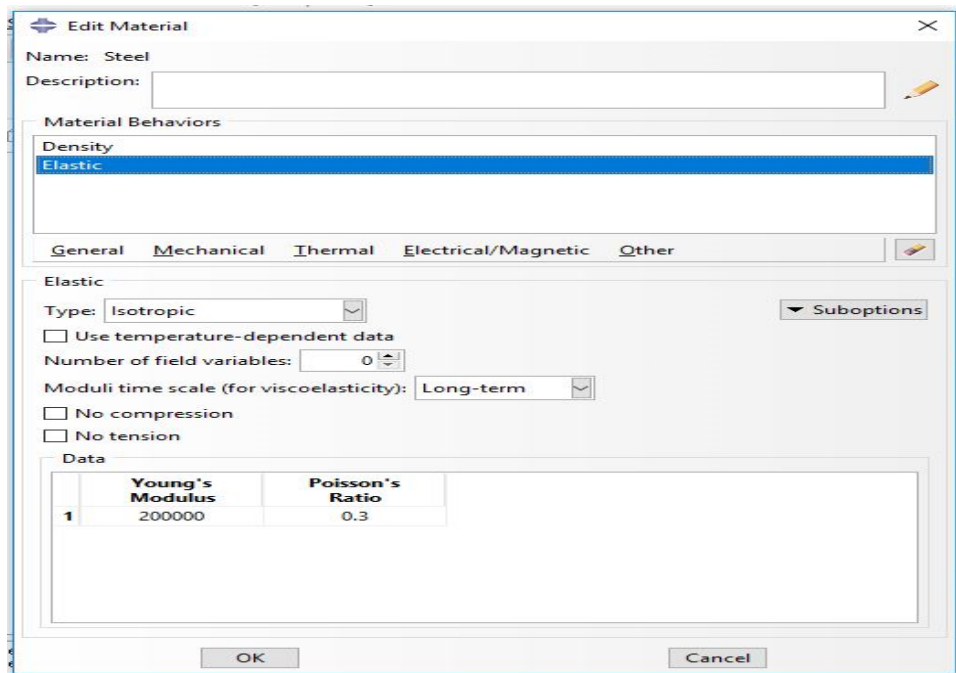 Edit Material
Name: Steel
Description:
Material Behaviors
Density
Elastic
General Mechanical Thermal Electrical/Magnetic Other
Elastic
Type: Isotropic
Suboptions
Use temperature-dependent data
Number of field variables: 0
Moduli time scale (for viscoelasticity): Long-term
No compression
No tension
Data
Young's Modulus Poisson's Ratio
1 200000 0.3
OK Cancel